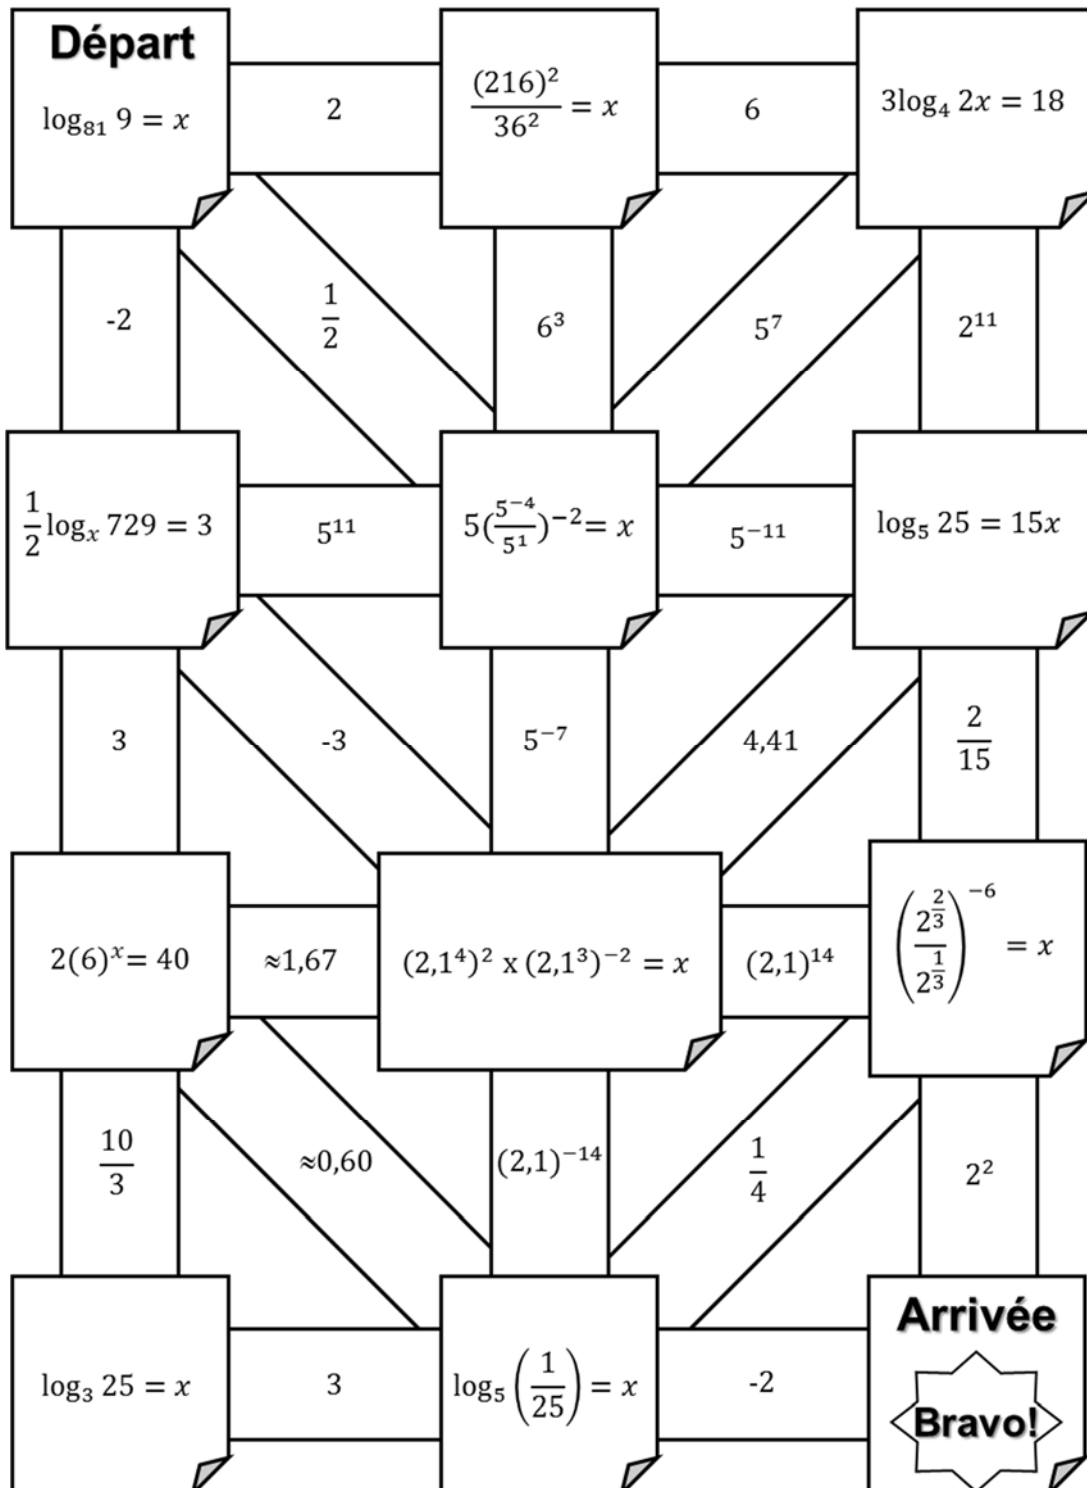 Départ
log₈₁ 9 = x
2
(216)²/36² = x
6
3log₄ 2x = 18
-2
1/2
6³
5⁷
2¹¹
1/2 logₓ 729 = 3
5¹¹
5(5⁻⁴/5¹)⁻²= x
5⁻¹¹
log₅ 25 = 15x
3
-3
5⁻⁷
4,41
2/15
2(6)ˣ= 40
≈1,67
(2,1⁴)² x (2,1³)⁻² = x
(2,1)¹⁴
(2^(2/3)/2^(1/3))⁻⁶ = x
10/3
≈0,60
(2,1)⁻¹⁴
1/4
2²
log₃ 25 = x
3
log₅ (1/25) = x
-2
Arrivée
Bravo!